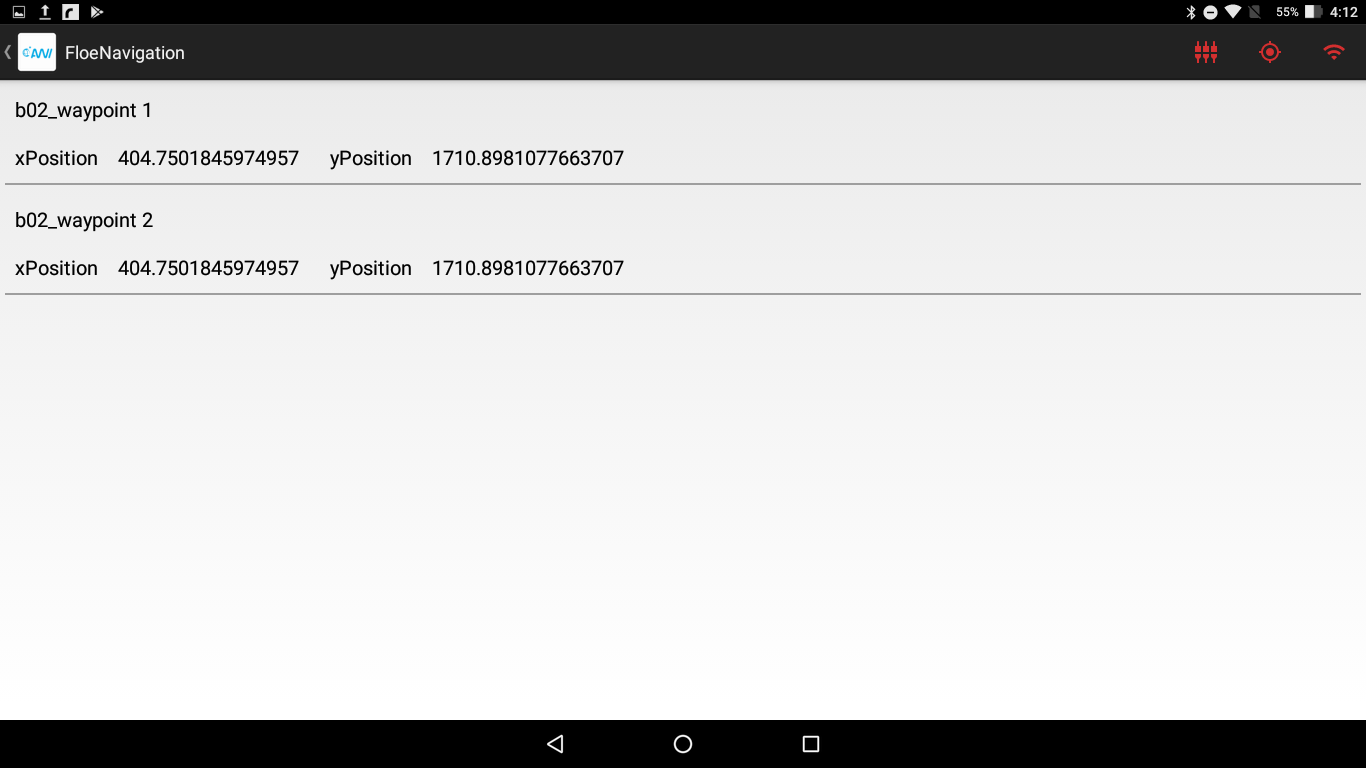 55% 4:12
AWI FloeNavigation
b02_waypoint 1
xPosition 404.7501845974957 yPosition 1710.8981077663707
b02_waypoint 2
xPosition 404.7501845974957 yPosition 1710.8981077663707